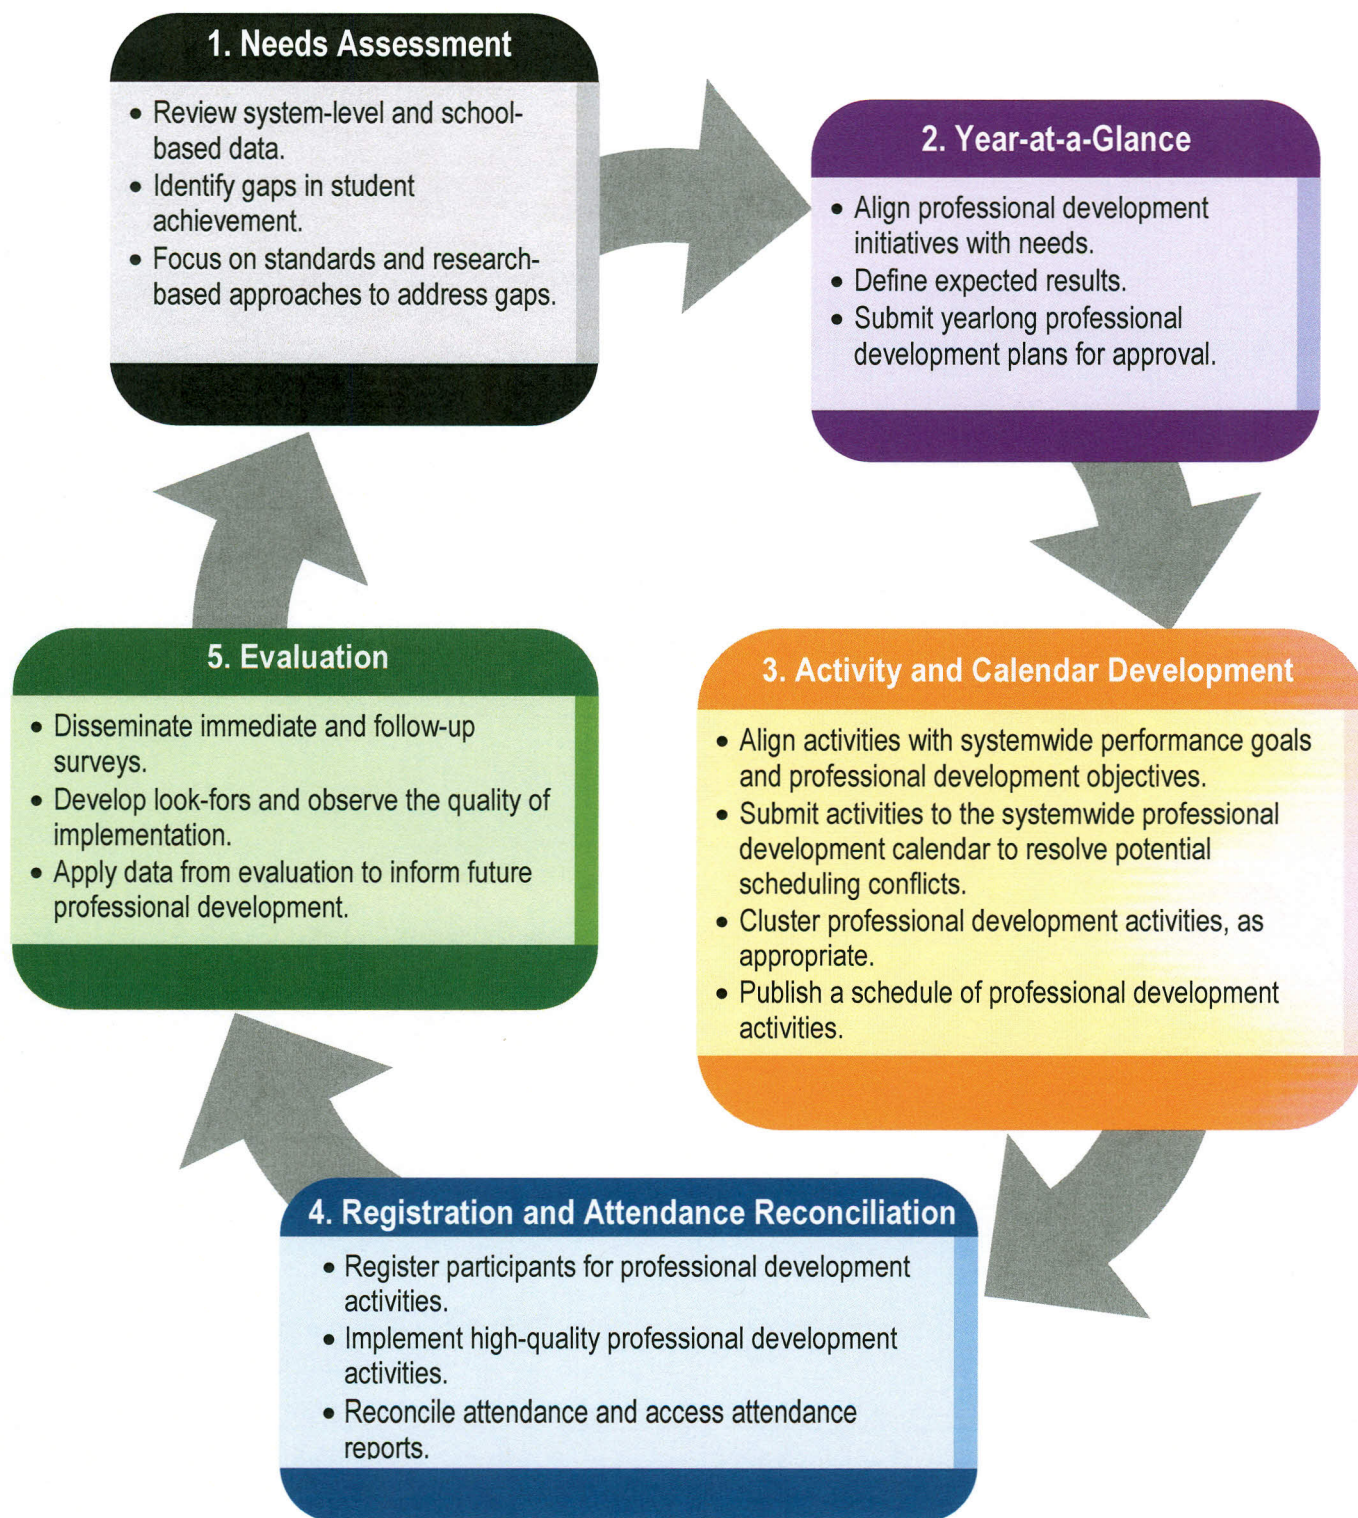 1. Needs Assessment
• Review system-level and school-
based data.
• Identify gaps in student
achievement.
• Focus on standards and research-
based approaches to address gaps.
2. Year-at-a-Glance
• Align professional development
initiatives with needs.
• Define expected results.
• Submit yearlong professional
development plans for approval.
3. Activity and Calendar Development
• Align activities with systemwide performance goals
and professional development objectives.
• Submit activities to the systemwide professional
development calendar to resolve potential
scheduling conflicts.
• Cluster professional development activities, as
appropriate.
• Publish a schedule of professional development
activities.
4. Registration and Attendance Reconciliation
• Register participants for professional development
activities.
• Implement high-quality professional development
activities.
• Reconcile attendance and access attendance
reports.
5. Evaluation
• Disseminate immediate and follow-up
surveys.
• Develop look-fors and observe the quality of
implementation.
• Apply data from evaluation to inform future
professional development.